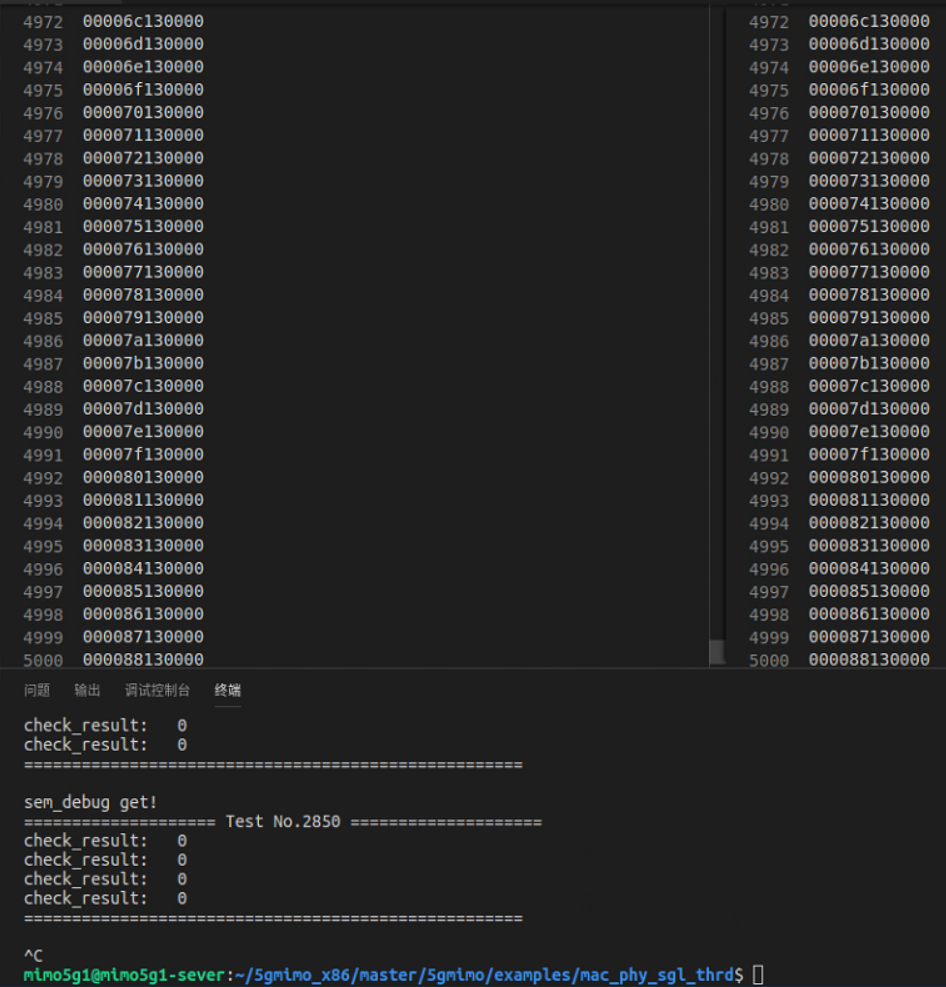 4972 00006c130000 4972 00006c130000
4973 00006d130000 4973 00006d130000
4974 00006e130000 4974 00006e130000
4975 00006f130000 4975 00006f130000
4976 000070130000 4976 000070130000
4977 000071130000 4977 000071130000
4978 000072130000 4978 000072130000
4979 000073130000 4979 000073130000
4980 000074130000 4980 000074130000
4981 000075130000 4981 000075130000
4982 000076130000 4982 000076130000
4983 000077130000 4983 000077130000
4984 000078130000 4984 000078130000
4985 000079130000 4985 000079130000
4986 00007a130000 4986 00007a130000
4987 00007b130000 4987 00007b130000
4988 00007c130000 4988 00007c130000
4989 00007d130000 4989 00007d130000
4990 00007e130000 4990 00007e130000
4991 00007f130000 4991 00007f130000
4992 000080130000 4992 000080130000
4993 000081130000 4993 000081130000
4994 000082130000 4994 000082130000
4995 000083130000 4995 000083130000
4996 000084130000 4996 000084130000
4997 000085130000 4997 000085130000
4998 000086130000 4998 000086130000
4999 000087130000 4999 000087130000
5000 000088130000 5000 000088130000
问题 输出 调试控制台 终端
check_result: 0
check_result: 0
====================================================
sem_debug get!
==================== Test No.2850 ====================
check_result: 0
check_result: 0
check_result: 0
check_result: 0
====================================================
^C
mimo5g1@mimo5g1-sever:~/5gmimo_x86/master/5gmimo/examples/mac_phy_sgl_thrd$